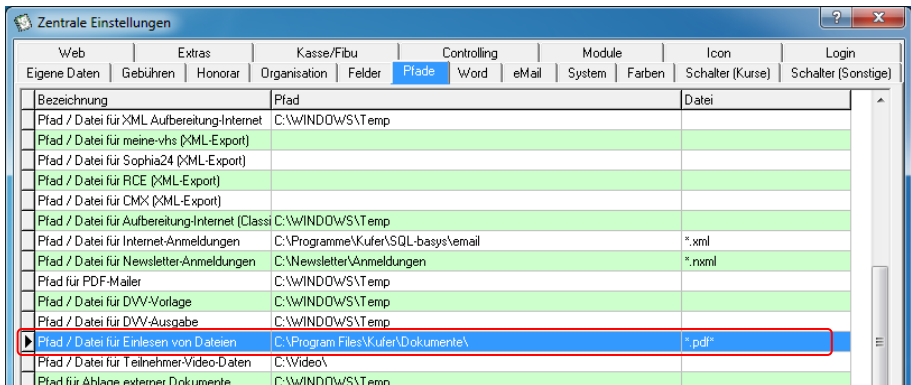 Zentrale Einstellungen
Web Extras Kasse/Fibu Controlling Module Icon Login
Eigene Daten Gebühren Honorar Organisation Felder Pfade Word eMail System Farben Schalter (Kurse) Schalter (Sonstige)
Bezeichnung Pfad Datei
Pfad / Datei für XML Aufbereitung-Internet C:\WINDOWS\Temp
Pfad / Datei für meine-vhs (XML-Export)
Pfad / Datei für Sophia24 (XML-Export)
Pfad / Datei für RCE (XML-Export)
Pfad / Datei für CMX (XML-Export)
Pfad / Datei für Aufbereitung-Internet (Classi C:\WINDOWS\Temp
Pfad / Datei für Internet-Anmeldungen C:\Programme\Kufer\SQL-basys\email *.xml
Pfad / Datei für Newsletter-Anmeldungen C:\Newsletter\Anmeldungen *.nxml
Pfad für PDF-Mailer C:\WINDOWS\Temp
Pfad / Datei für DVV-Vorlage C:\WINDOWS\Temp
Pfad / Datei für DVV-Ausgabe C:\WINDOWS\Temp
Pfad / Datei für Einlesen von Dateien C:\Program Files\Kufer\Dokumente\ *.pdf*
Pfad / Datei für Teilnehmer-Video-Daten C:\Video\
Pfad für Ablage externer Dokumente C:\WINDOWS\Temp